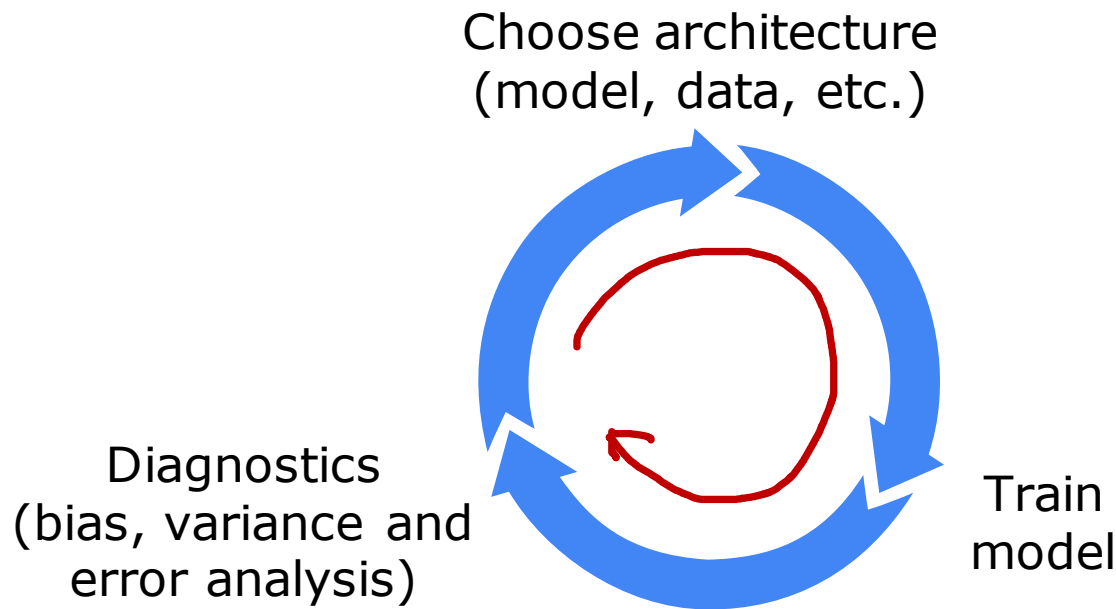 Choose architecture
(model, data, etc.)
Train
model
Diagnostics
(bias, variance and
error analysis)